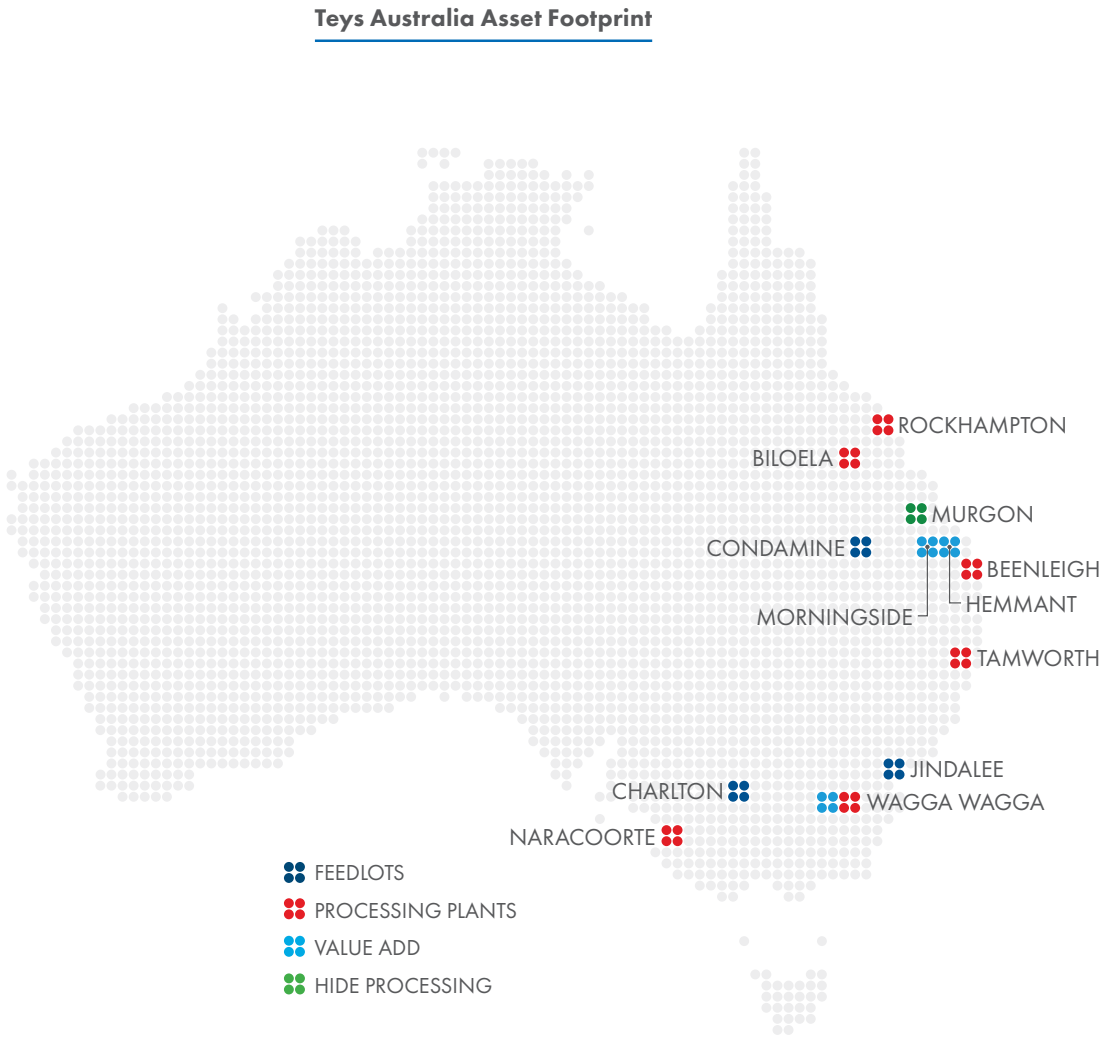 Teys Australia Asset Footprint
ROCKHAMPTON
BILOELA
MURGON
CONDAMINE
BEENLEIGH
HEMMANT
MORNINGSIDE
TAMWORTH
JINDALEE
CHARLTON
WAGGA WAGGA
NARACOORTE
FEEDLOTS
PROCESSING PLANTS
VALUE ADD
HIDE PROCESSING